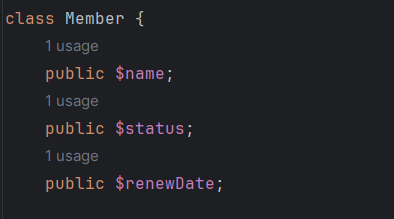 class Member {
1 usage
public $name;
1 usage
public $status;
1 usage
public $renewDate;